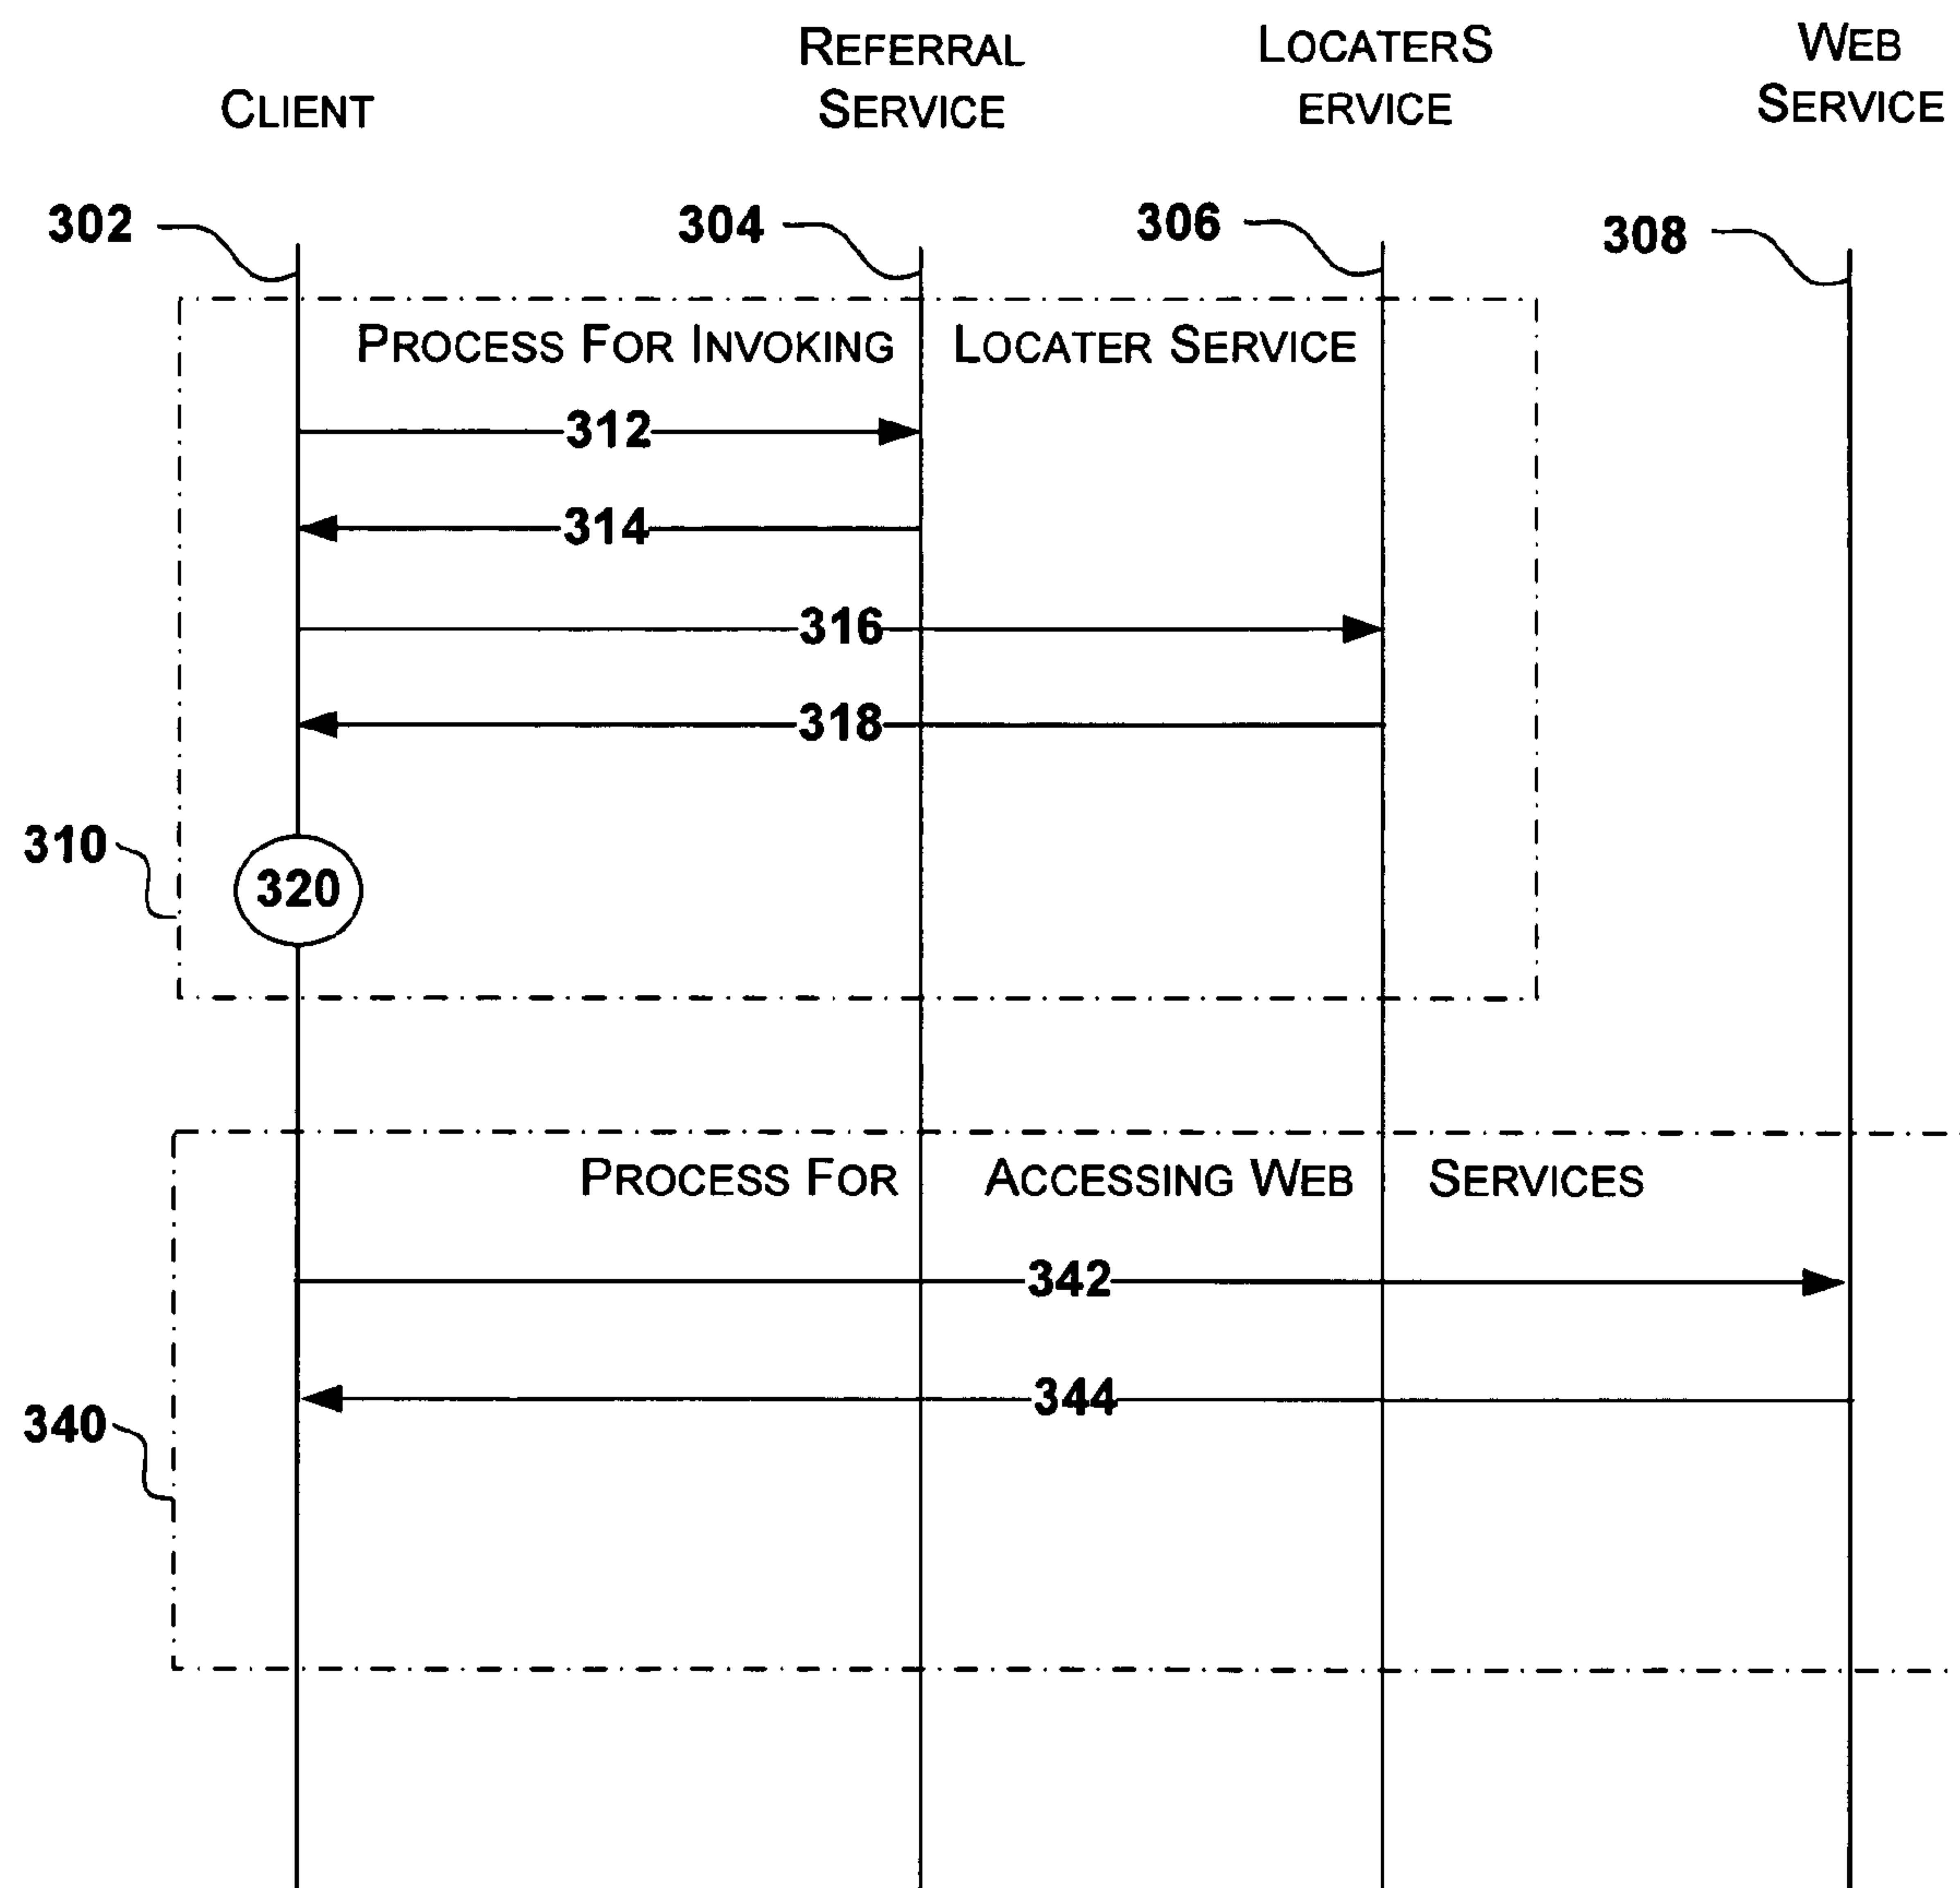 REFERRAL
SERVICE
LOCATERS
ERVICE
WEB
SERVICE
CLIENT
302
304
306
308
PROCESS FOR INVOKING LOCATER SERVICE
312
314
316
318
310
320
PROCESS FOR ACCESSING WEB SERVICES
342
344
340